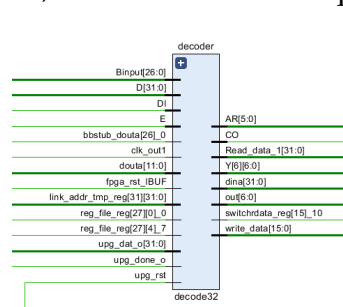 decoder
Binput[26:0]
D[31:0]
DI
E
bbstub_douta[26]_0
clk_out1
douta[11:0]
fpga_rst_IBUF
link_addr_tmp_reg[31][31:0]
reg_file_reg[27][0]_0
reg_file_reg[27][4]_7
upg_dat_o[31:0]
upg_done_o
upg_rst
AR[5:0]
CO
Read_data_1[31:0]
Y[6][6:0]
dina[31:0]
out[6:0]
switchrdata_reg[15]_10
write_data[15:0]
decode32